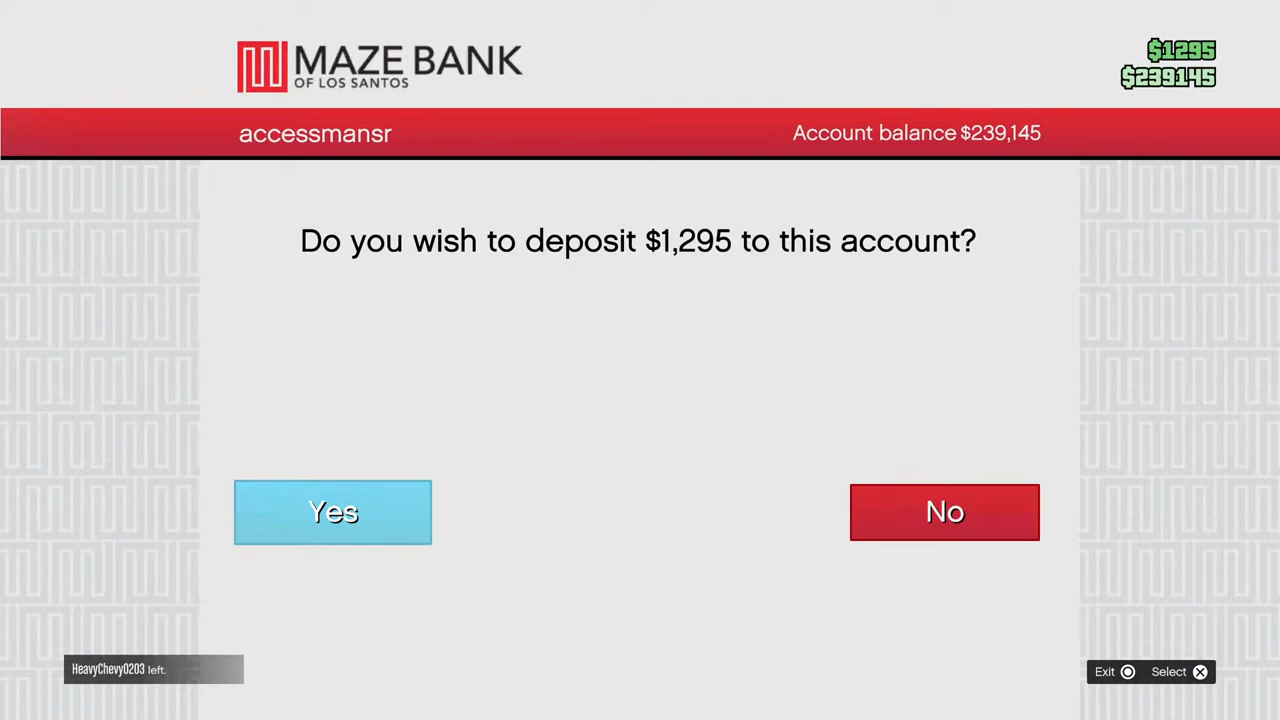 MAZE BANK
OF LOS SANTOS
$1295
$239145
accessmansr
Account balance $239,145
Do you wish to deposit $1,295 to this account?
Yes
No
HeavyChevy0203 left.
Exit
Select